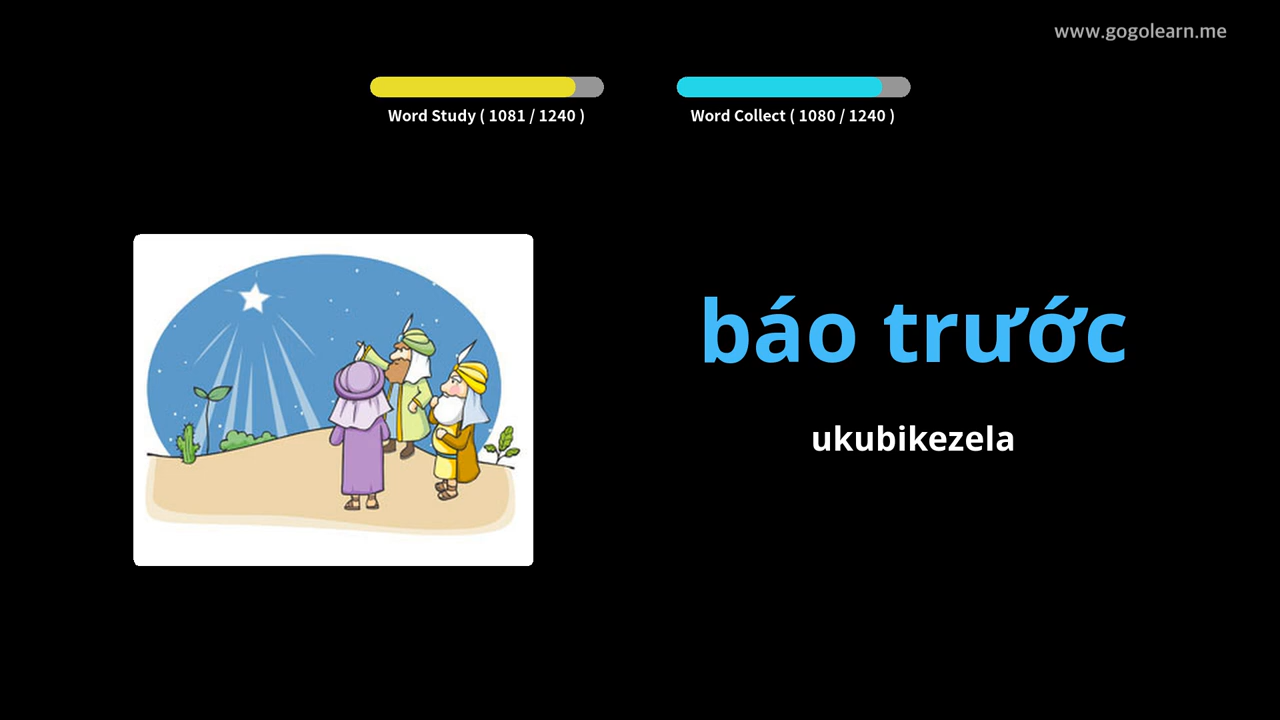 www.gogolearn.me
Word Study ( 1081 / 1240 )
Word Collect ( 1080 / 1240 )
báo trước
ukubikezela